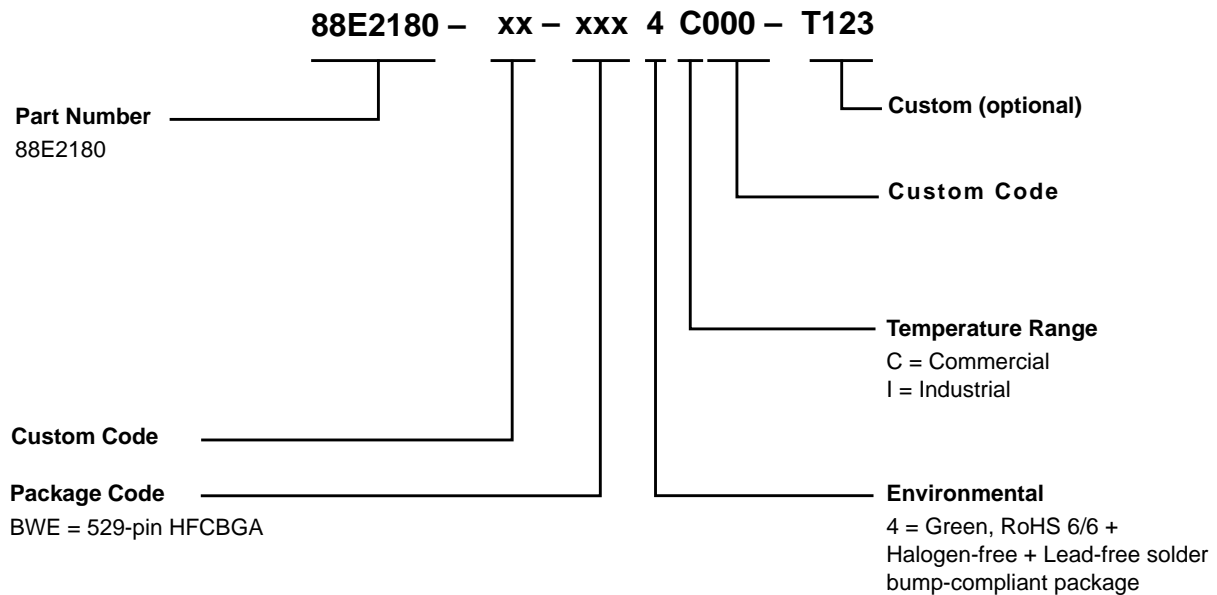 88E2180 – xx – xxx 4 C000 – T123
Part Number
88E2180
Custom (optional)
Custom Code
Temperature Range
C = Commercial
I = Industrial
Custom Code
Package Code
BWE = 529-pin HFCBGA
Environmental
4 = Green, RoHS 6/6 +
Halogen-free + Lead-free solder
bump-compliant package